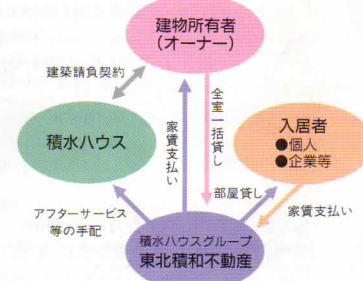 建物所有者
（オーナー）
建築請負契約
全室一括貸し
積水ハウス
家賃支払い
入居者
●個人
●企業等
部屋貸し
アフターサービス
等の手配
家賃支払い
積水ハウスグループ
東北積和不動産